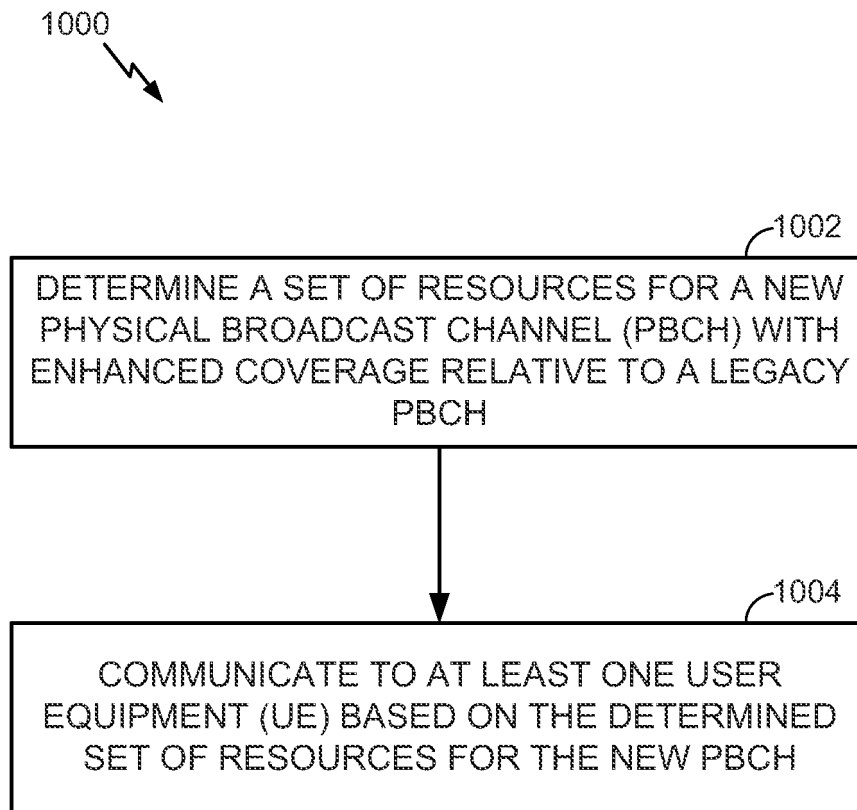 1000
1002
DETERMINE A SET OF RESOURCES FOR A NEW
PHYSICAL BROADCAST CHANNEL (PBCH) WITH
ENHANCED COVERAGE RELATIVE TO A LEGACY
PBCH
1004
COMMUNICATE TO AT LEAST ONE USER
EQUIPMENT (UE) BASED ON THE DETERMINED
SET OF RESOURCES FOR THE NEW PBCH